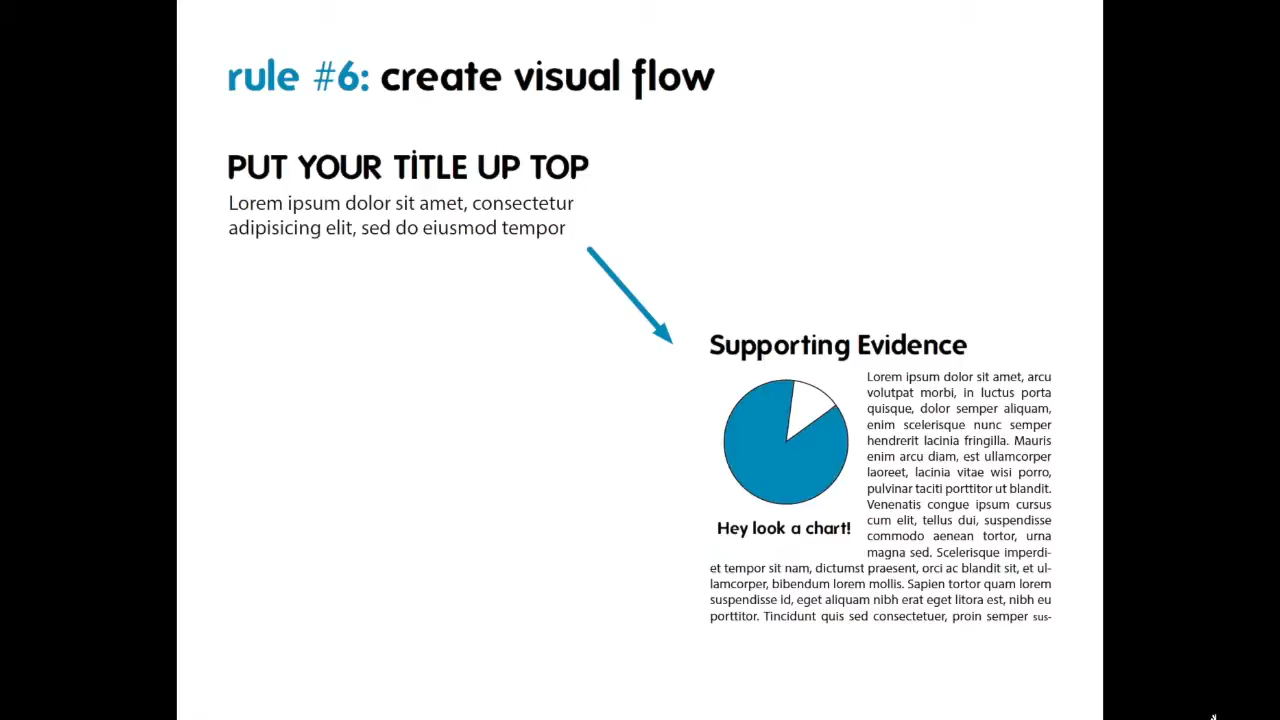 rule #6: create visual flow
PUT YOUR TITLE UP TOP
Lorem ipsum dolor sit amet, consectetur
adipisicing elit, sed do eiusmod tempor
Supporting Evidence
Lorem ipsum dolor sit amet, arcu
volutpat morbi, in luctus porta
quisque, dolor semper aliquam,
enim scelerisque nunc semper
hendrerit lacinia fringilla. Mauris
enim arcu diam, est ullamcorper
laoreet, lacinia vitae wisi porro,
pulvinar taciti porttitor ut blandit.
Venenatis congue ipsum cursus
cum elit, tellus dui, suspendisse
commodo aenean tortor, urna
magna sed. Scelerisque imperdi-
Hey look a chart!
et tempor sit nam, dictumst praesent, orci ac blandit sit, et ul-
lamcorper, bibendum lorem mollis. Sapien tortor quam lorem
suspendisse id, eget aliquam nibh erat eget litora est, nibh eu
porttitor. Tincidunt quis sed consectetuer, proin semper sus-